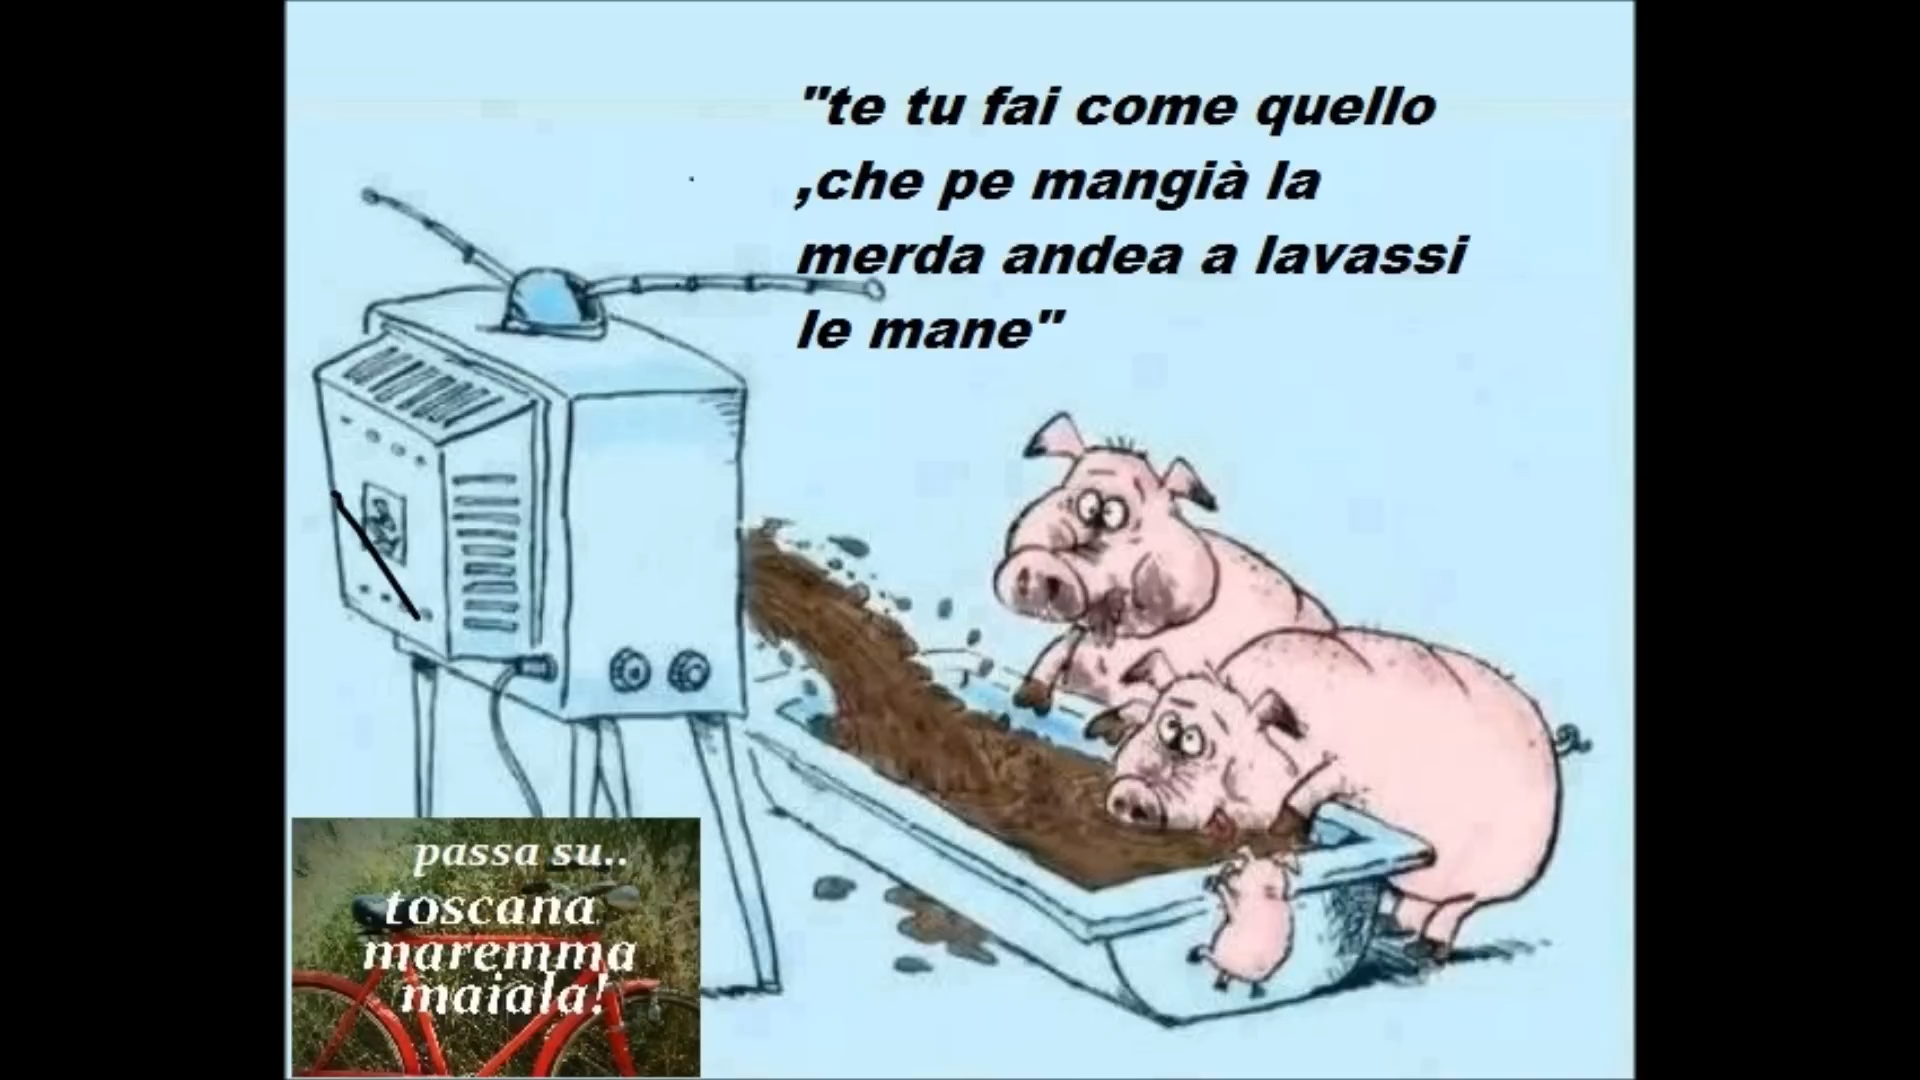 "te tu fai come quello
,che pe mangià la
merda andea a lavassi
le mane"
passa su..
toscana
maremma
maiala!